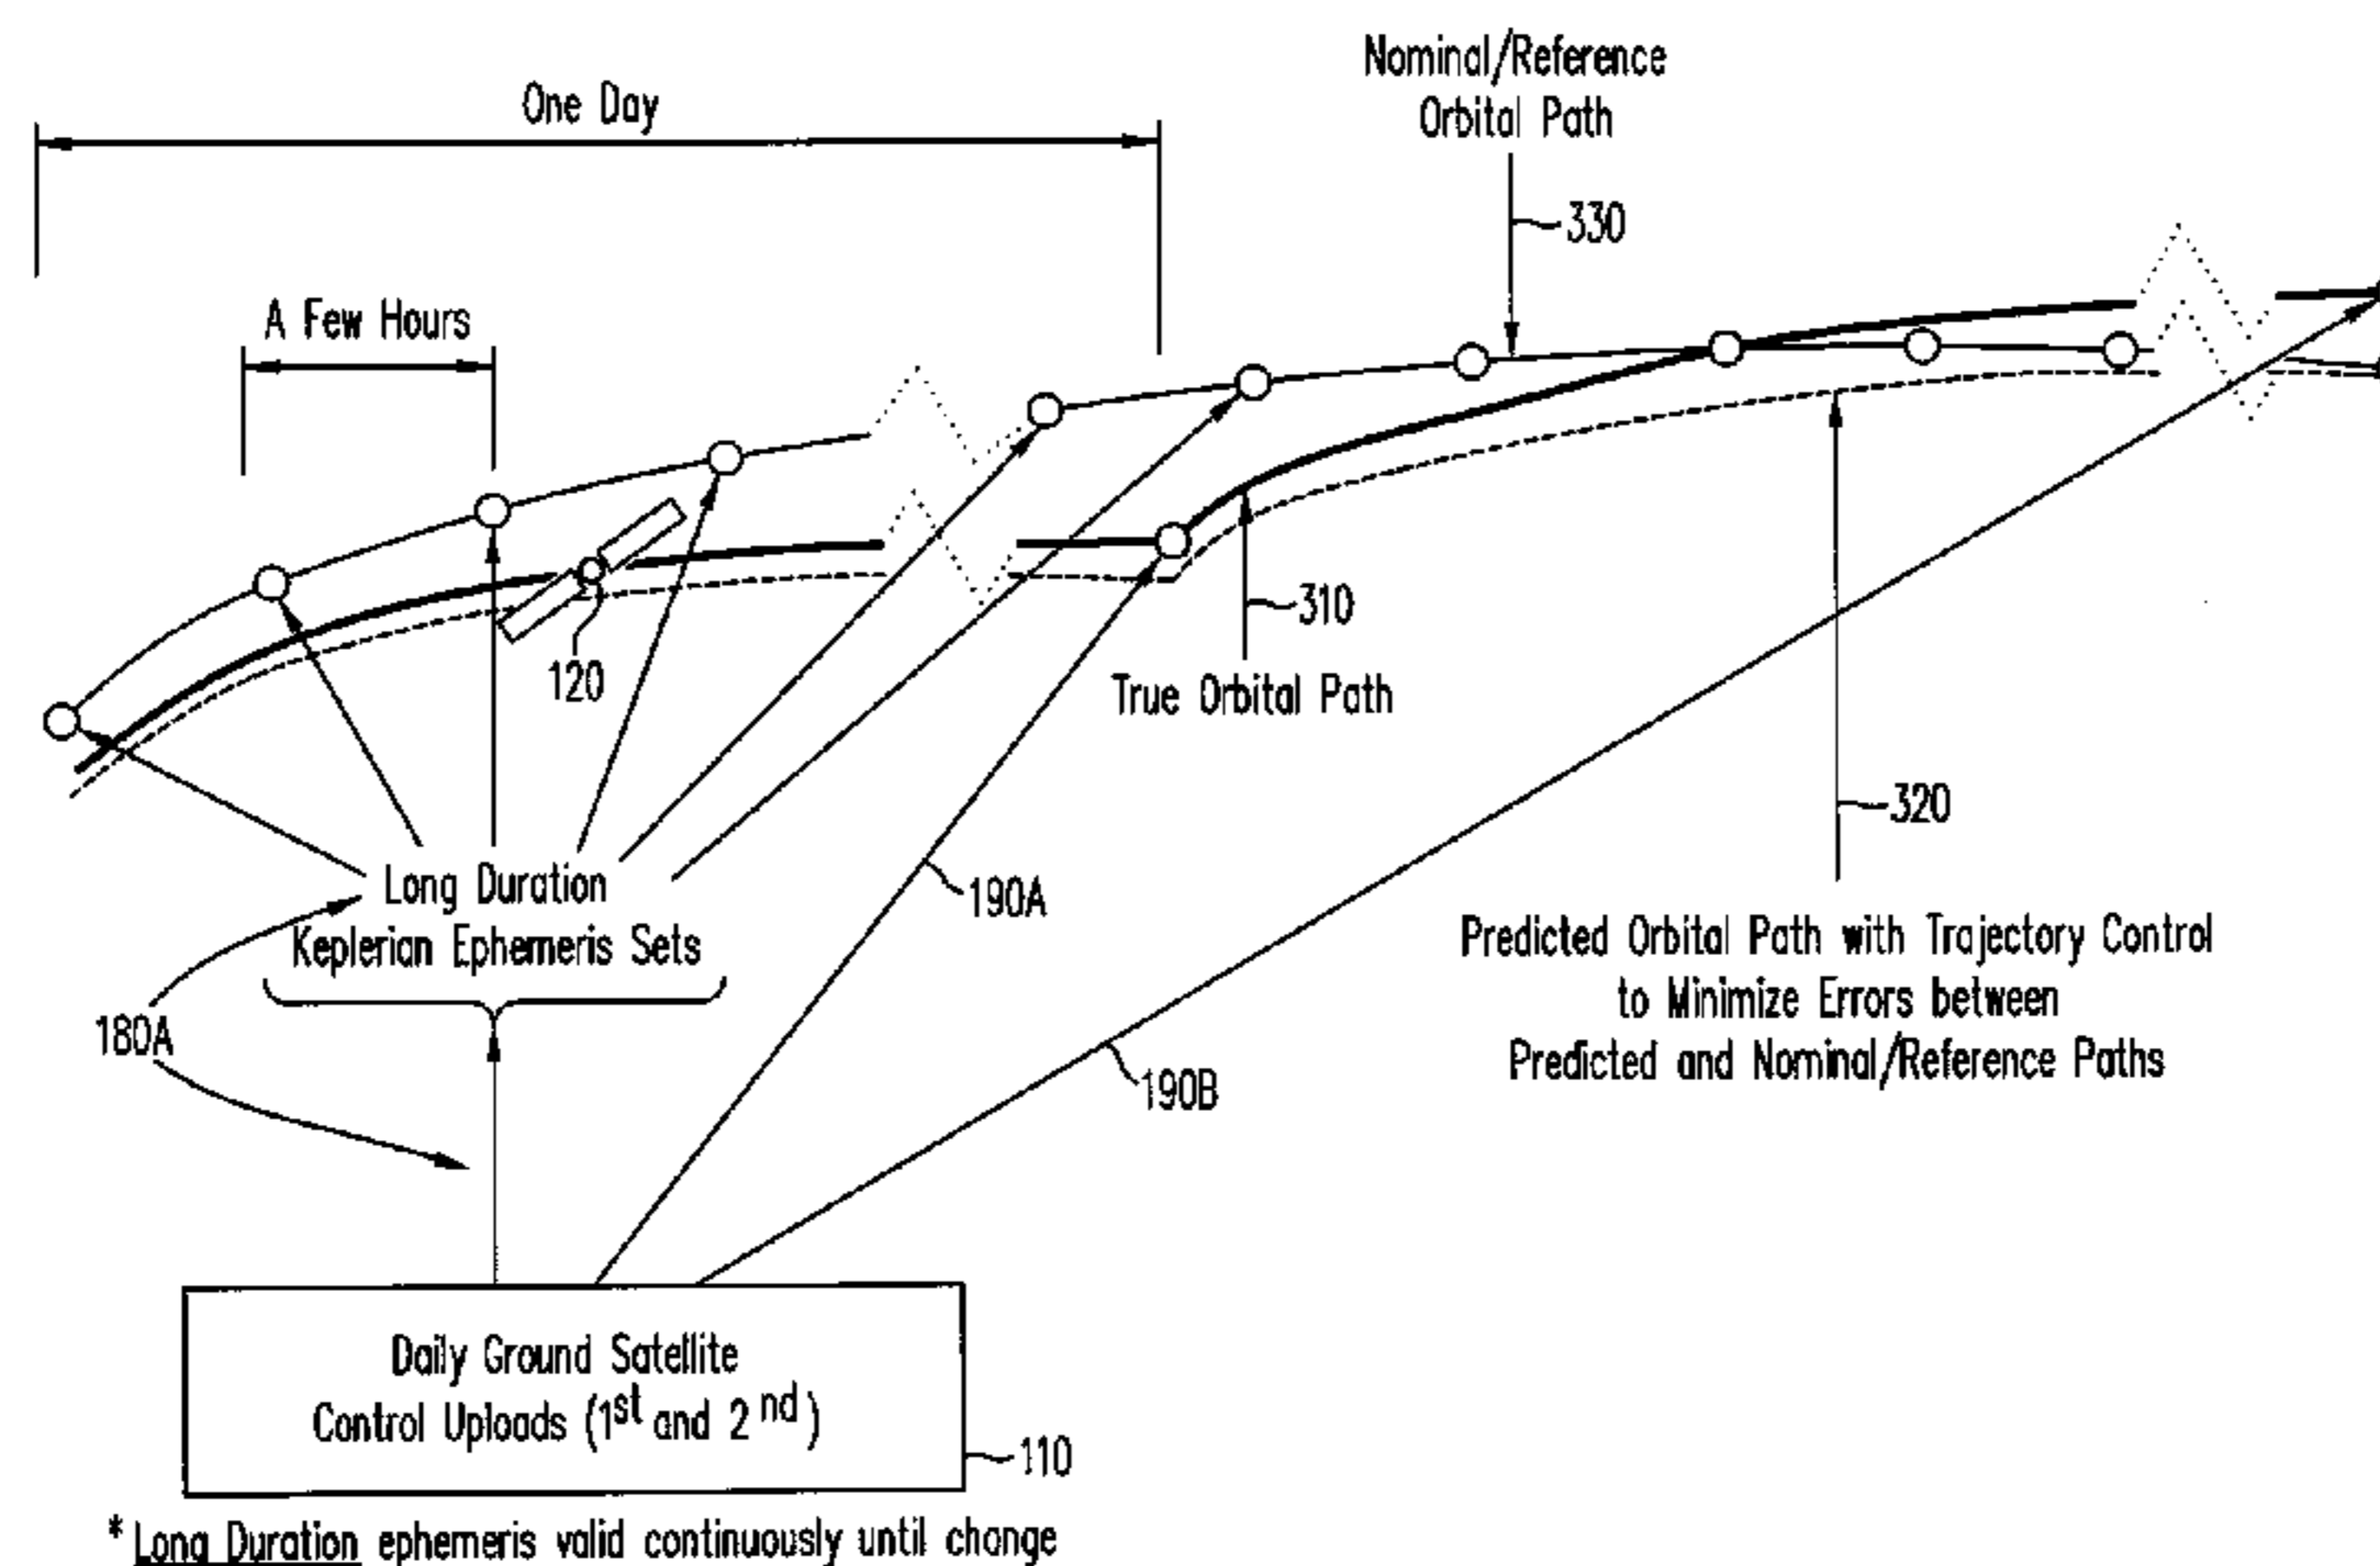 Nominal/Reference
Orbital Path
One Day
330
A Few Hours
120
310
True Orbital Path
320
Long Duration
Keplerian Ephemeris Sets
190A
Predicted Orbital Path with Trajectory Control
to Minimize Errors between
Predicted and Nominal/Reference Paths
180A
190B
Daily Ground Satellite
Control Uploads (1st and 2nd)
110
* Long Duration ephemeris valid continuously until change